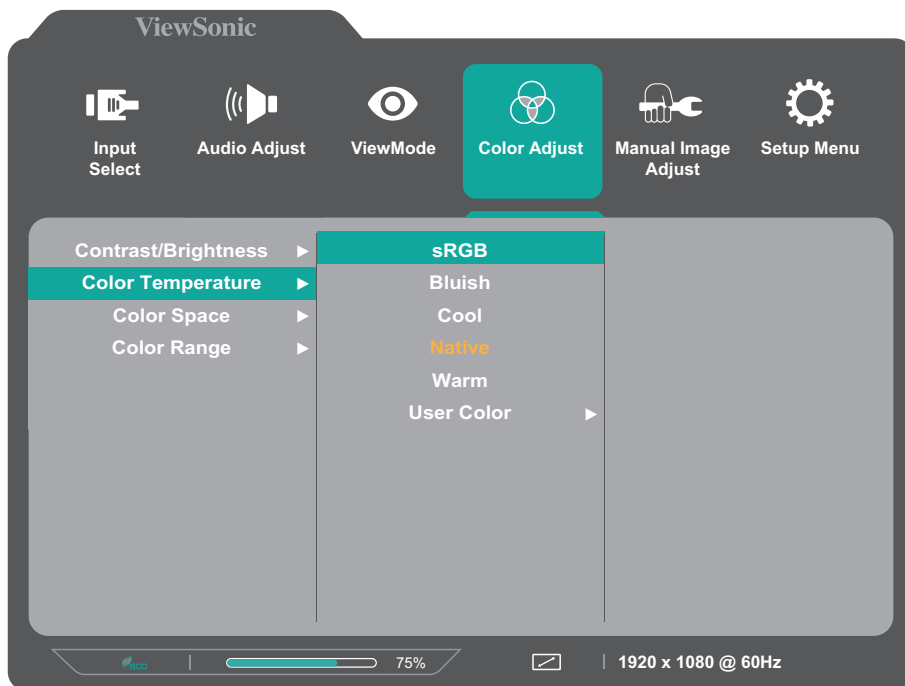 ViewSonic
Input
Select
Audio Adjust
ViewMode
Color Adjust
Manual Image
Adjust
Setup Menu
Contrast/Brightness
Color Temperature
Color Space
Color Range
sRGB
Bluish
Cool
Native
Warm
User Color
eco
75%
1920 x 1080 @ 60Hz